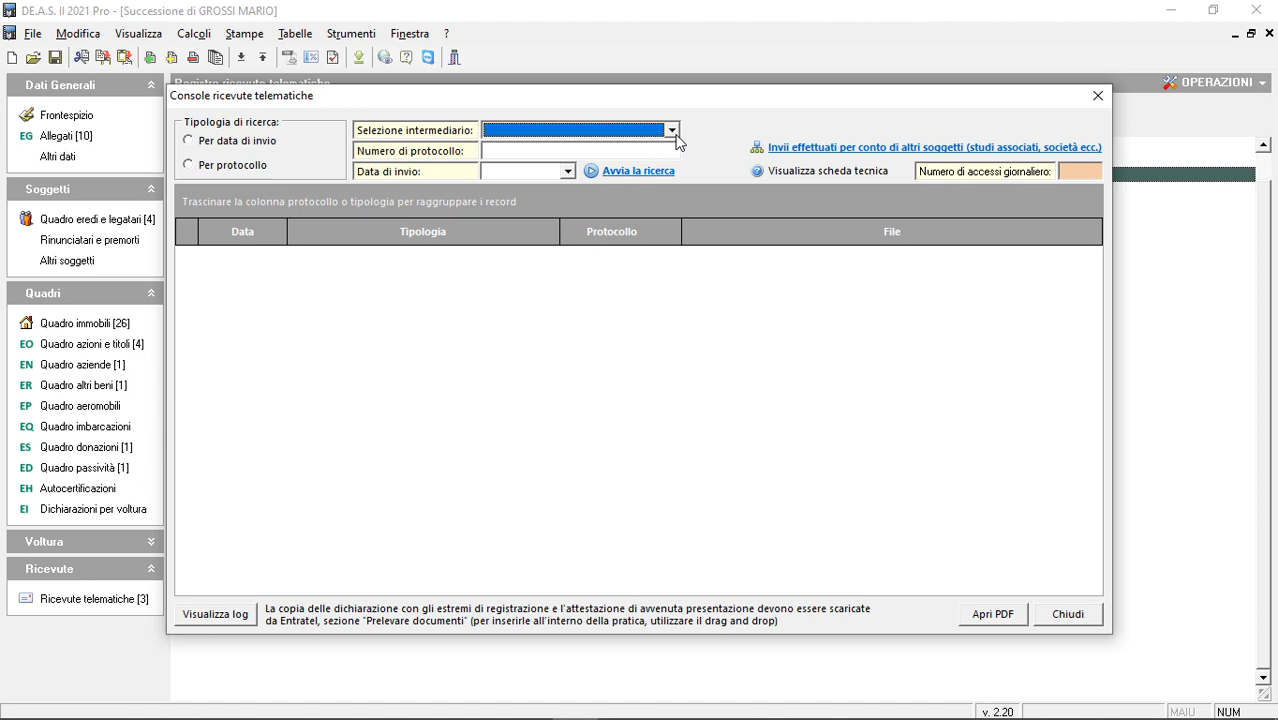 DE.A.S. II 2021 Pro - [Successione di GROSSI MARIO]
File Modifica Visualizza Calcoli Stampe Tabelle Strumenti Finestra ?
Dati Generali
Frontespizio
EG Allegati [10]
Altri dati
Soggetti
Quadro eredi e legatari [4]
Rinunciatari e premorti
Altri soggetti
Quadri
Quadro immobili [26]
EO Quadro azioni e titoli [4]
EN Quadro aziende [1]
ER Quadro altri beni [1]
EP Quadro aeromobili
EQ Quadro imbarcazioni
ES Quadro donazioni [1]
ED Quadro passività [1]
EH Autocertificazioni
EI Dichiarazioni per voltura
Voltura
Ricevute
Ricevute telematiche [3]
Registro ricevute telematiche
OPERAZIONI
Console ricevute telematiche
Tipologia di ricerca:
Per data di invio
Per protocollo
Selezione intermediario:
Numero di protocollo:
Data di invio:
Avvia la ricerca
Invii effettuati per conto di altri soggetti (studi associati, società ecc.)
Visualizza scheda tecnica
Numero di accessi giornaliero:
Trascinare la colonna protocollo o tipologia per raggruppare i record
Data Tipologia Protocollo File
Visualizza log
La copia delle dichiarazione con gli estremi di registrazione e l'attestazione di avvenuta presentazione devono essere scaricate
da Entratel, sezione "Prelevare documenti" (per inserirle all'interno della pratica, utilizzare il drag and drop)
Apri PDF
Chiudi
v. 2.20
MAIU
NUM